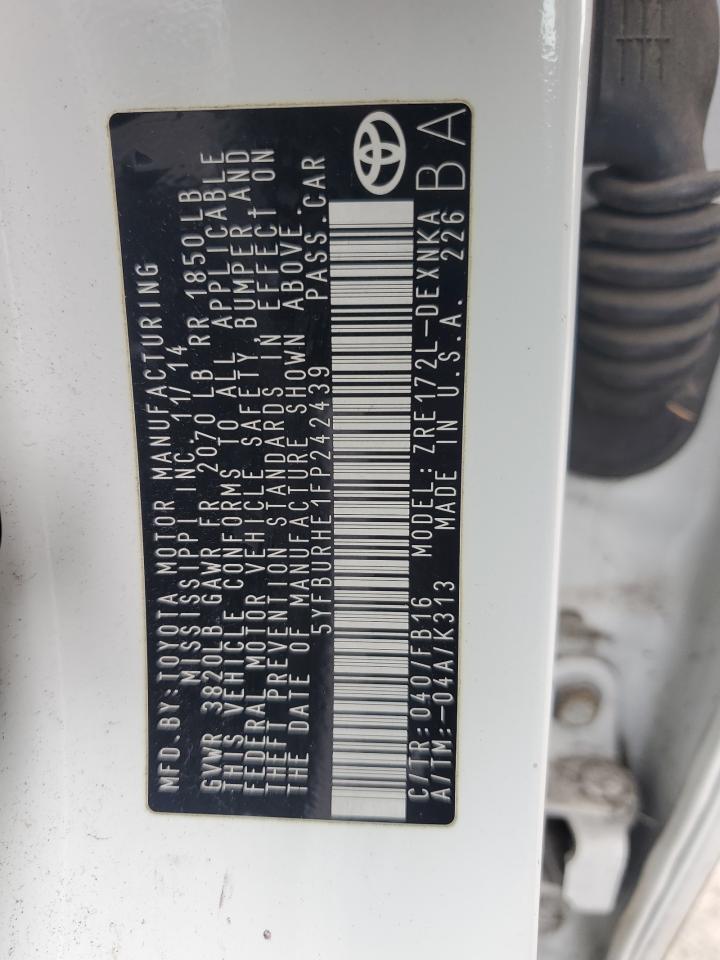 MFD.BY:TOYOTA MOTOR MANUFACTURING
MISSISSIPPI INC. 11/14
GVWR 3820LB GAWR FR 2070 LB RR 1850 LB
THIS VEHICLE CONFORMS TO ALL APPLICABLE
FEDERAL MOTOR VEHICLE SAFETY, BUMPER, AND
THEFT PREVENTION STANDARDS IN EFFECT ON
THE DATE OF MANUFACTURE SHOWN ABOVE.
5YFBURHE1FP242439 PASS.CAR
C/TR:040/FB16 MODEL:ZRE172L-DEXNKA
A/TM:-04A/K313 MADE IN U.S.A. 226
BA